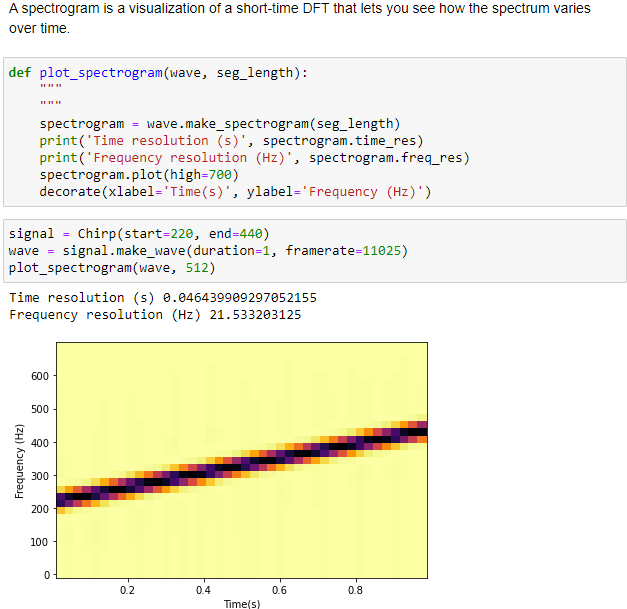 A spectrogram is a visualization of a short-time DFT that lets you see how the spectrum varies
over time.
def plot_spectrogram(wave, seg_length):
    """
    """
    spectrogram = wave.make_spectrogram(seg_length)
    print('Time resolution (s)', spectrogram.time_res)
    print('Frequency resolution (Hz)', spectrogram.freq_res)
    spectrogram.plot(high=700)
    decorate(xlabel='Time(s)', ylabel='Frequency (Hz)')
signal = Chirp(start=220, end=440)
wave = signal.make_wave(duration=1, framerate=11025)
plot_spectrogram(wave, 512)
Time resolution (s) 0.046439909297052155
Frequency resolution (Hz) 21.533203125
Frequency (Hz)
600
500
400
300
200
100
0
0.2 0.4 0.6 0.8
Time(s)